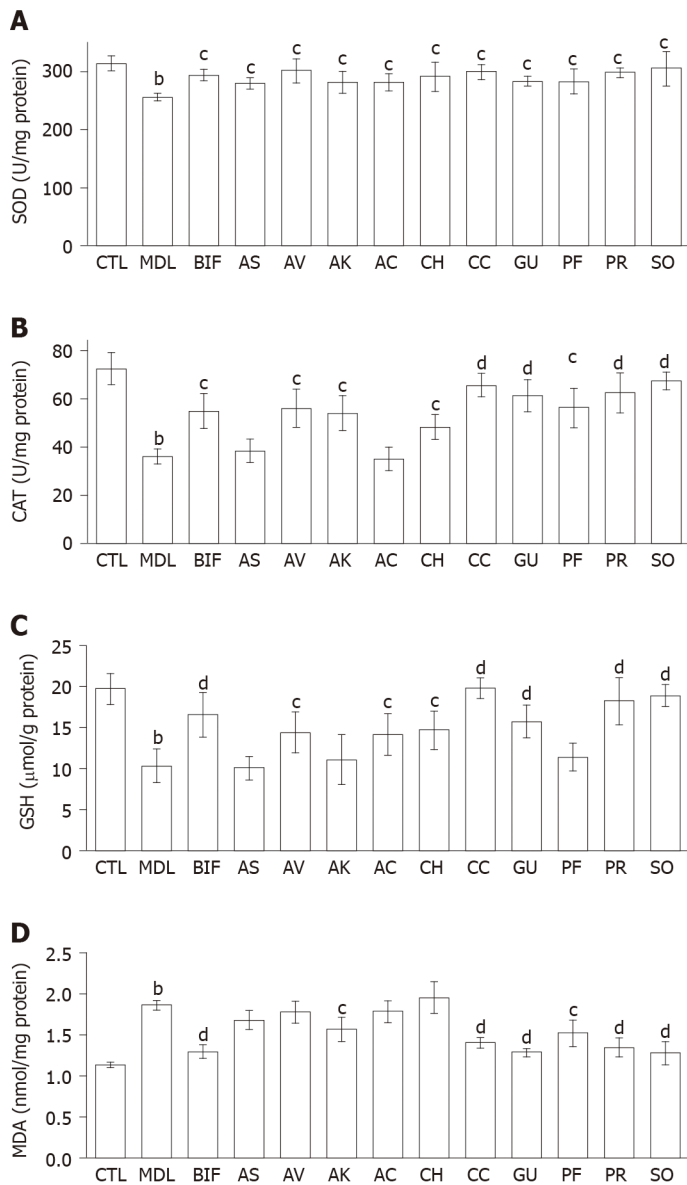 A
SOD (U/mg protein)
300
200
100
0
b c c c c c c c c c c c
CTL MDL BIF AS AV AK AC CH CC GU PF PR SO
B
CAT (U/mg protein)
80
60
40
20
0
b c c c c d d c d d
CTL MDL BIF AS AV AK AC CH CC GU PF PR SO
C
GSH (μmol/g protein)
25
20
15
10
5
0
b d c c c d d d d
CTL MDL BIF AS AV AK AC CH CC GU PF PR SO
D
MDA (nmol/mg protein)
2.5
2.0
1.5
1.0
0.5
0.0
b d c d d c d d
CTL MDL BIF AS AV AK AC CH CC GU PF PR SO